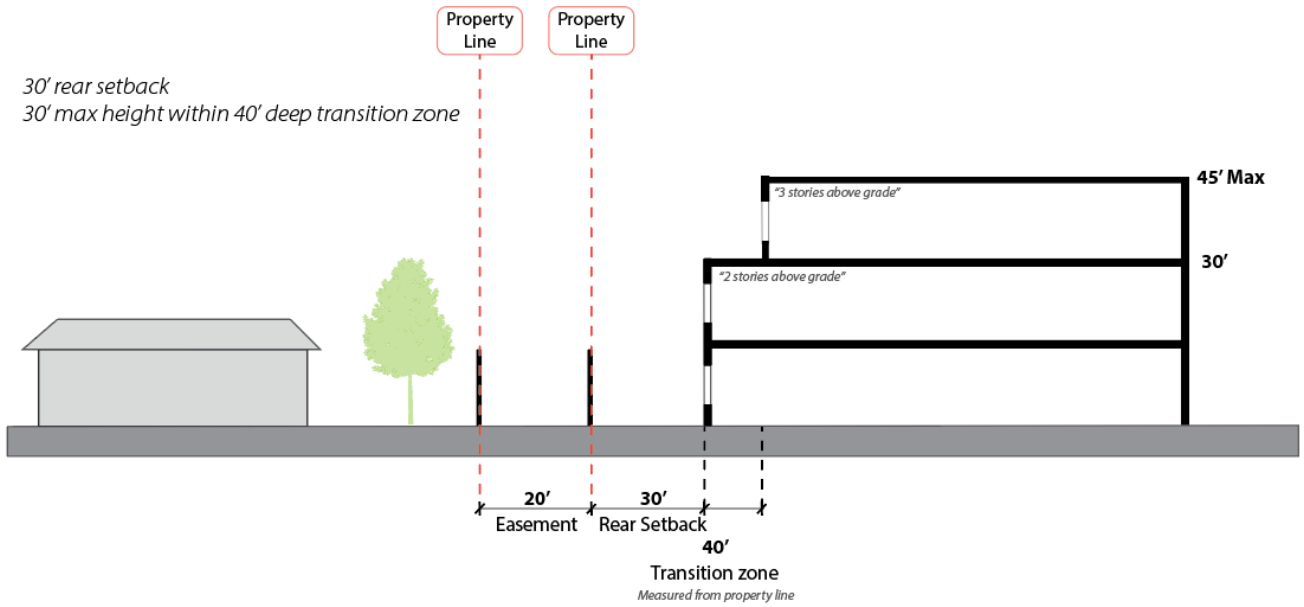 Property
Line
Property
Line
30’ rear setback
30’ max height within 40’ deep transition zone
45’ Max
“3 stories above grade”
30’
“2 stories above grade”
20’
Easement
30’
Rear Setback
40’
Transition zone
Measured from property line